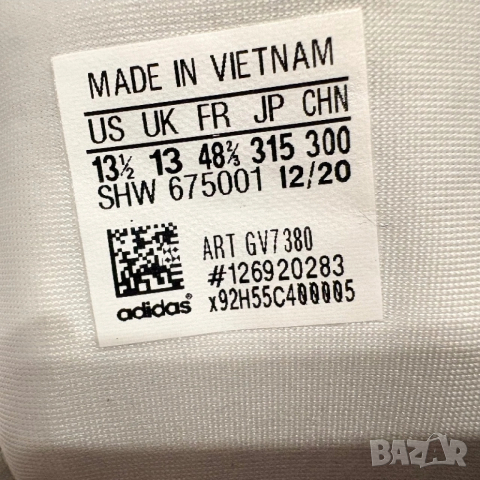 MADE IN VIETNAM
US UK FR JP CHN
13½ 13 48⅔ 315 300
SHW 675001 12/20
ART GV7380
#126920283
adidas® x92H55C400005
BAZAR